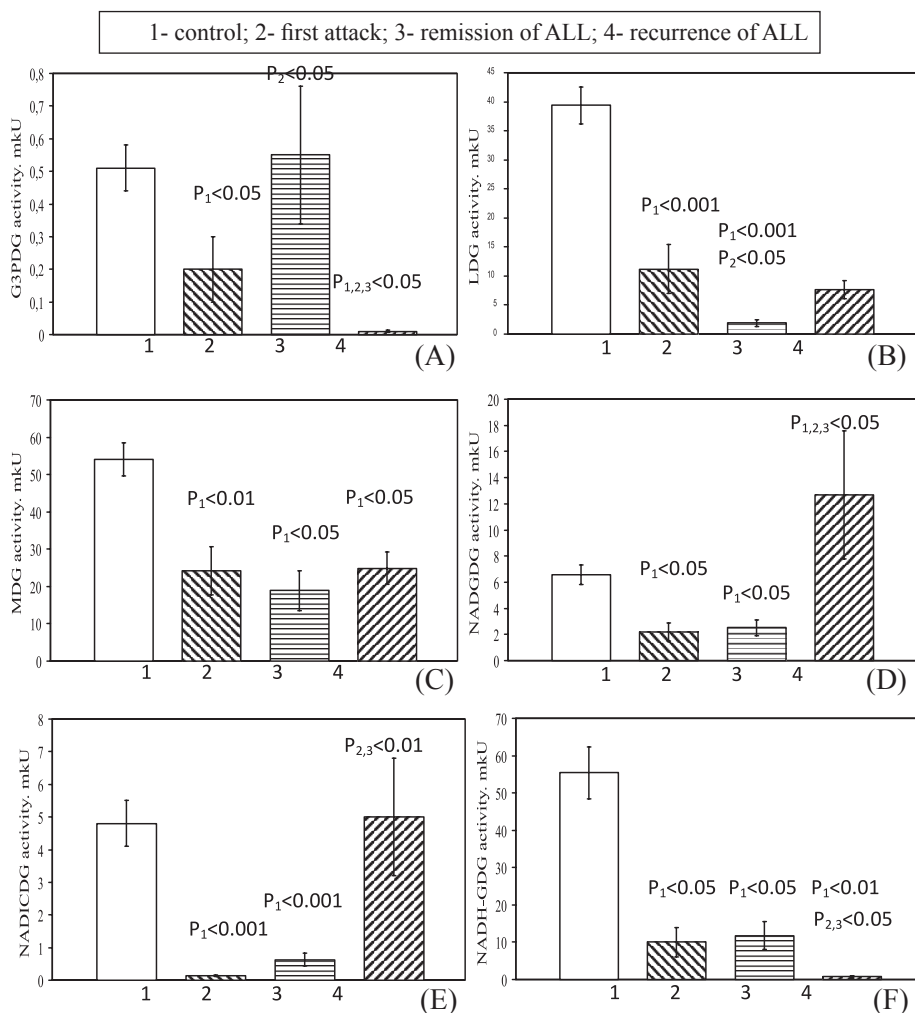 1- control; 2- first attack; 3- remission of ALL; 4- recurrence of ALL
G3PDG activity. mkU
0,8
0,7
0,6
0,5
0,4
0,3
0,2
0,1
0
P₁<0.05
P₂<0.05
P₁,₂,₃<0.05
1 2 3 4
(A)
LDG activity. mkU
45
40
35
30
25
20
15
10
5
0
P₁<0.001
P₁<0.001
P₂<0.05
1 2 3 4
(B)
MDG activity. mkU
70
60
50
40
30
20
10
0
P₁<0.01
P₁<0.05
P₁<0.05
1 2 3 4
(C)
NADGDG activity. mkU
20
18
16
14
12
10
8
6
4
2
0
P₁<0.05
P₁<0.05
P₁,₂,₃<0.05
1 2 3 4
(D)
NADICDG activity. mkU
8
7
6
5
4
3
2
1
0
P₁<0.001
P₁<0.001
P₂,₃<0.01
1 2 3 4
(E)
NADH-GDG activity. mkU
70
60
50
40
30
20
10
0
P₁<0.05
P₁<0.05
P₁<0.01
P₂,₃<0.05
1 2 3 4
(F)